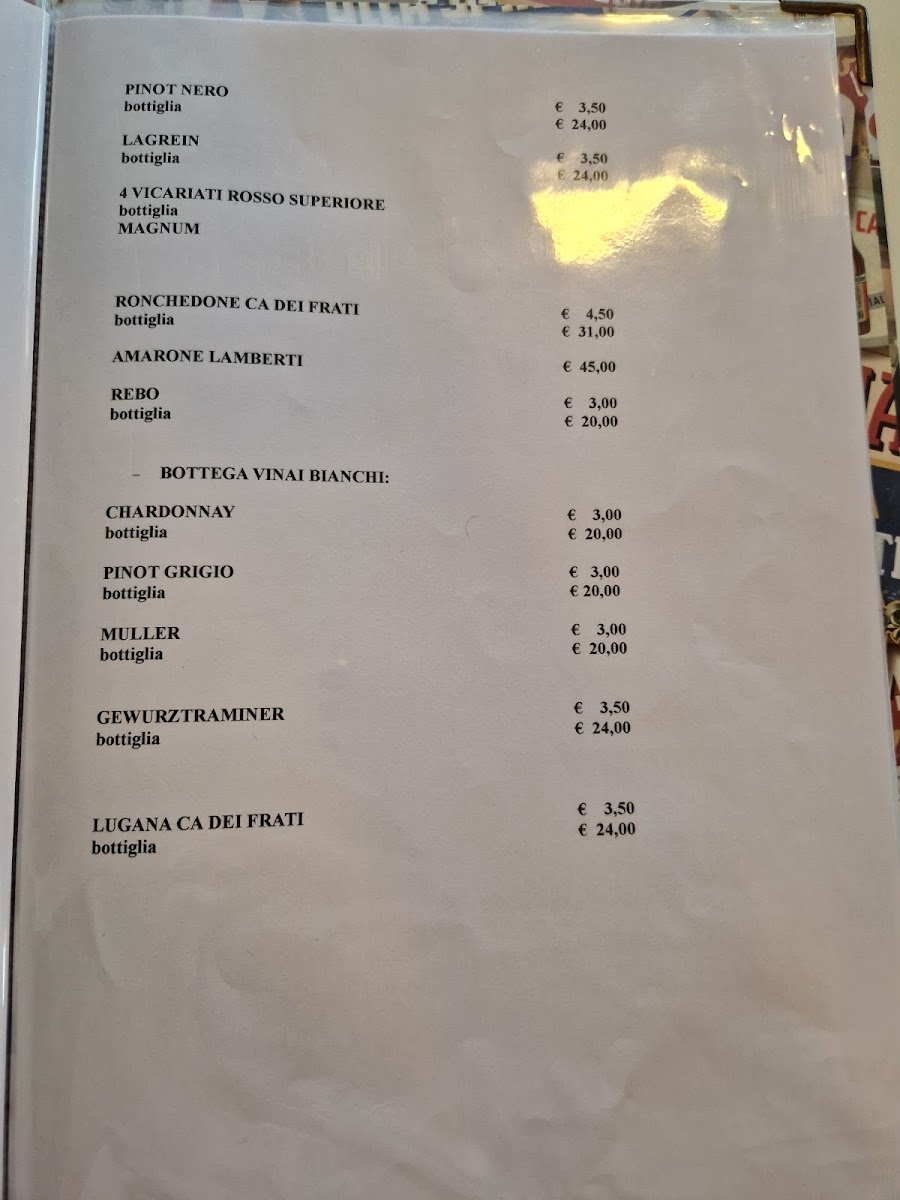 PINOT NERO € 3,50
bottiglia € 24,00
LAGREIN € 3,50
bottiglia € 24,00
4 VICARIATI ROSSO SUPERIORE
bottiglia
MAGNUM
RONCHEDONE CA DEI FRATI € 4,50
bottiglia € 31,00
AMARONE LAMBERTI € 45,00
REBO € 3,00
bottiglia € 20,00
– BOTTEGA VINAI BIANCHI:
CHARDONNAY € 3,00
bottiglia € 20,00
PINOT GRIGIO € 3,00
bottiglia € 20,00
MULLER € 3,00
bottiglia € 20,00
GEWURZTRAMINER € 3,50
bottiglia € 24,00
LUGANA CA DEI FRATI € 3,50
bottiglia € 24,00